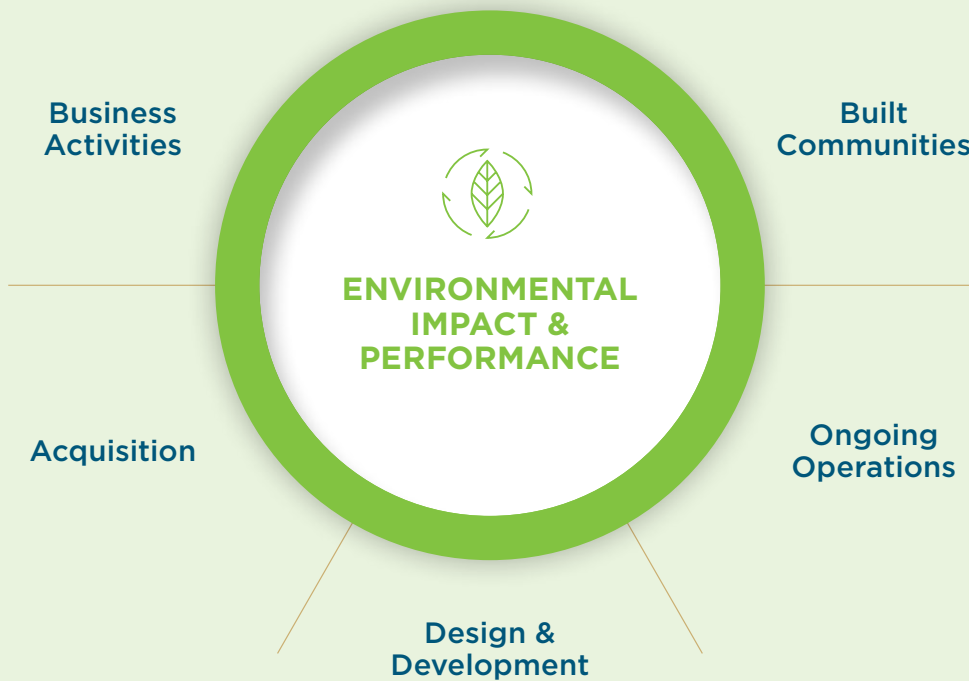 Business
Activities
Built
Communities
ENVIRONMENTAL
IMPACT &
PERFORMANCE
Acquisition
Ongoing
Operations
Design &
Development